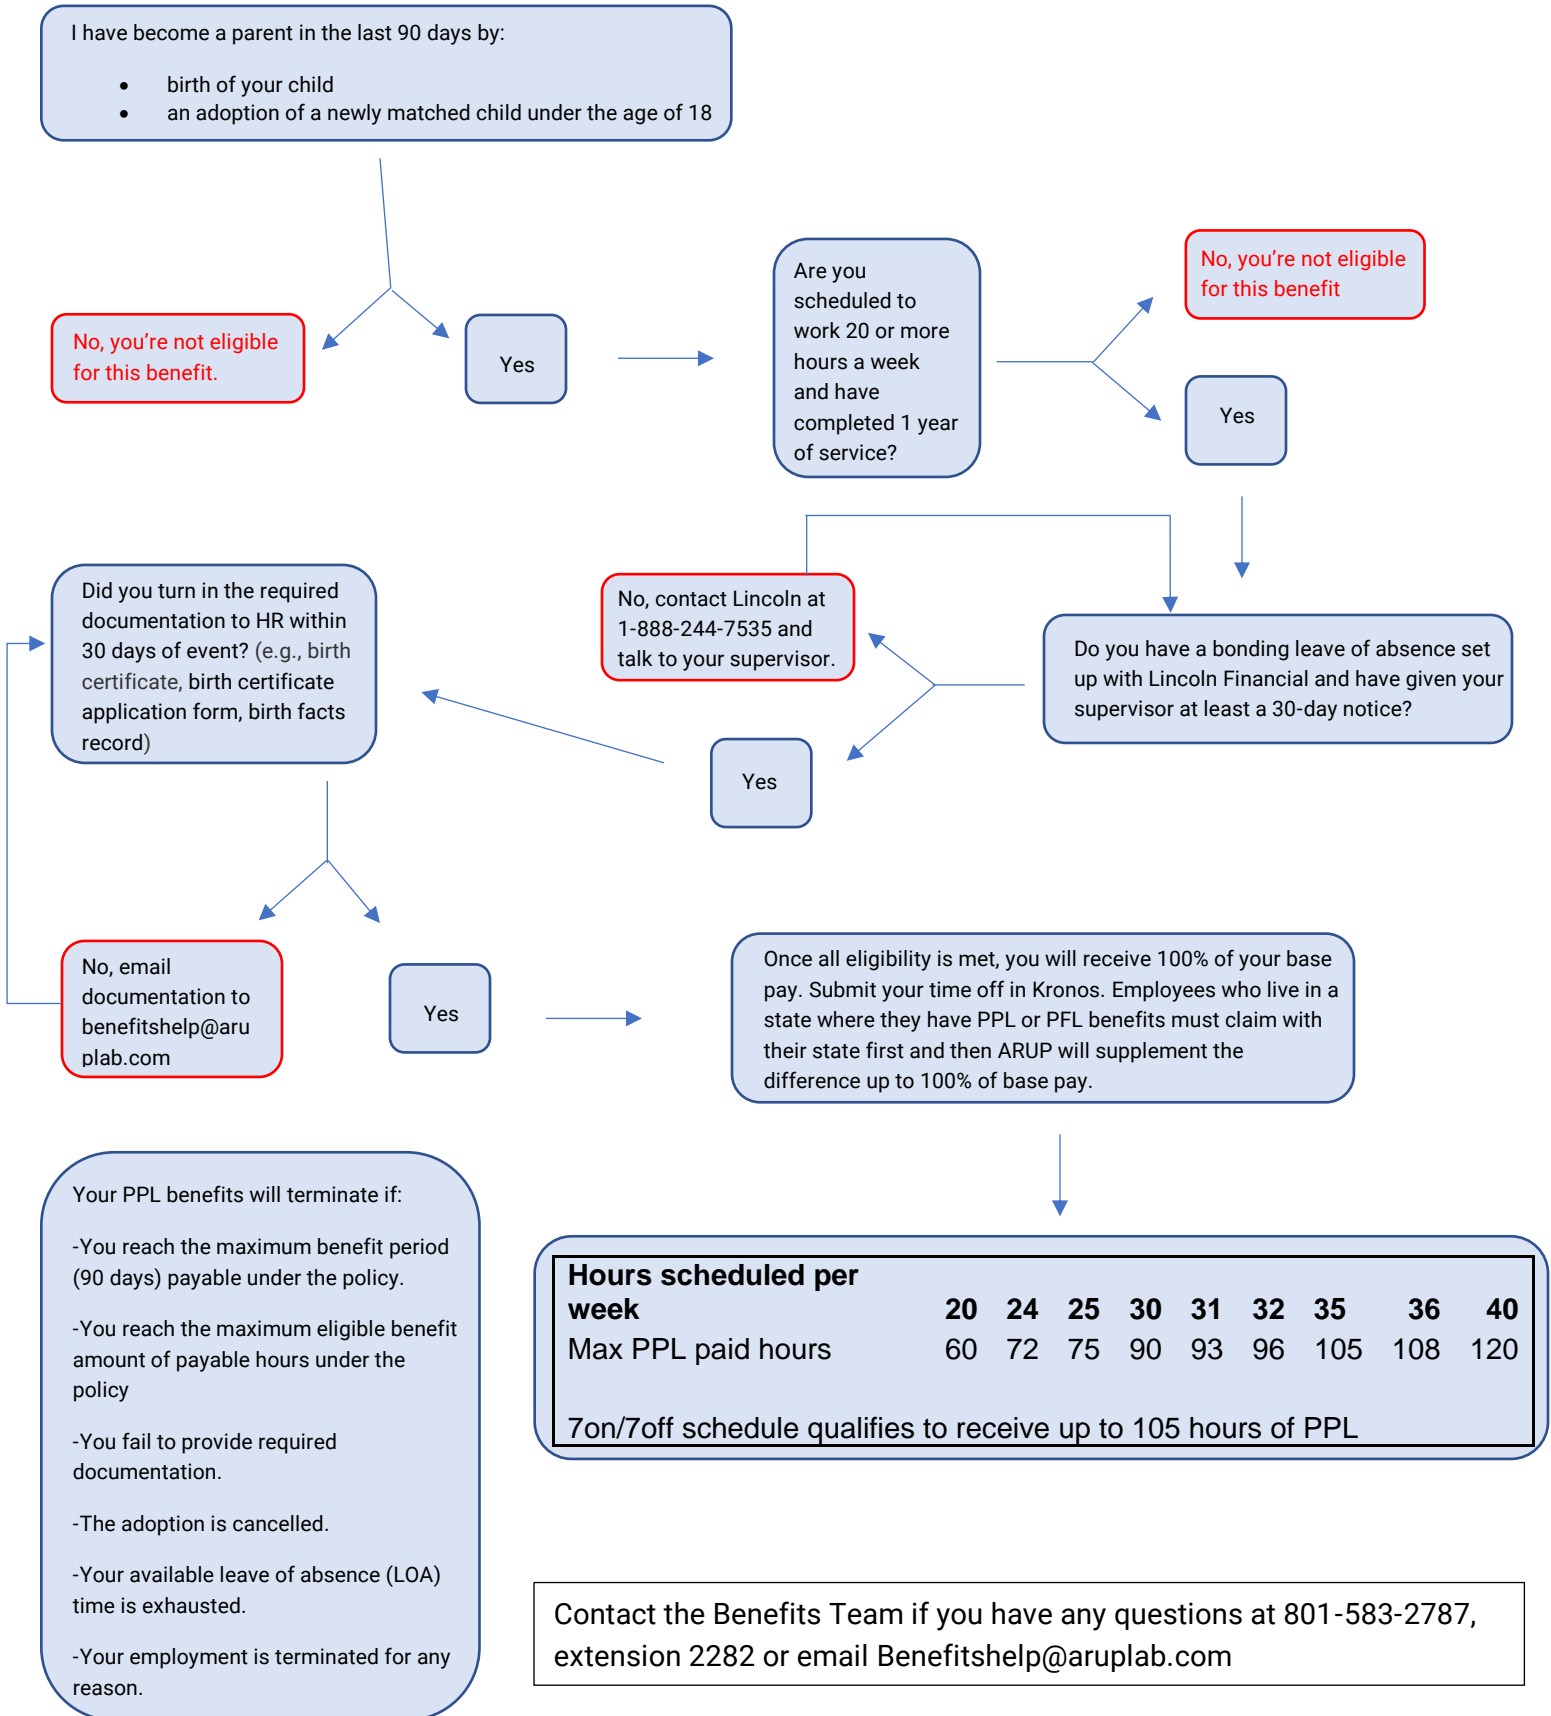 I have become a parent in the last 90 days by:
• birth of your child
• an adoption of a newly matched child under the age of 18
No, you’re not eligible
for this benefit.
Yes
Are you
scheduled to
work 20 or more
hours a week
and have
completed 1 year
of service?
No, you’re not eligible
for this benefit
Yes
Do you have a bonding leave of absence set
up with Lincoln Financial and have given your
supervisor at least a 30-day notice?
No, contact Lincoln at
1-888-244-7535 and
talk to your supervisor.
Yes
Did you turn in the required
documentation to HR within
30 days of event? (e.g., birth
certificate, birth certificate
application form, birth facts
record)
No, email
documentation to
benefitshelp@aru
plab.com
Yes
Once all eligibility is met, you will receive 100% of your base
pay. Submit your time off in Kronos. Employees who live in a
state where they have PPL or PFL benefits must claim with
their state first and then ARUP will supplement the
difference up to 100% of base pay.
Hours scheduled per
week 20 24 25 30 31 32 35 36 40
Max PPL paid hours 60 72 75 90 93 96 105 108 120
7on/7off schedule qualifies to receive up to 105 hours of PPL
Your PPL benefits will terminate if:
-You reach the maximum benefit period
(90 days) payable under the policy.
-You reach the maximum eligible benefit
amount of payable hours under the
policy
-You fail to provide required
documentation.
-The adoption is cancelled.
-Your available leave of absence (LOA)
time is exhausted.
-Your employment is terminated for any
reason.
Contact the Benefits Team if you have any questions at 801-583-2787,
extension 2282 or email Benefitshelp@aruplab.com